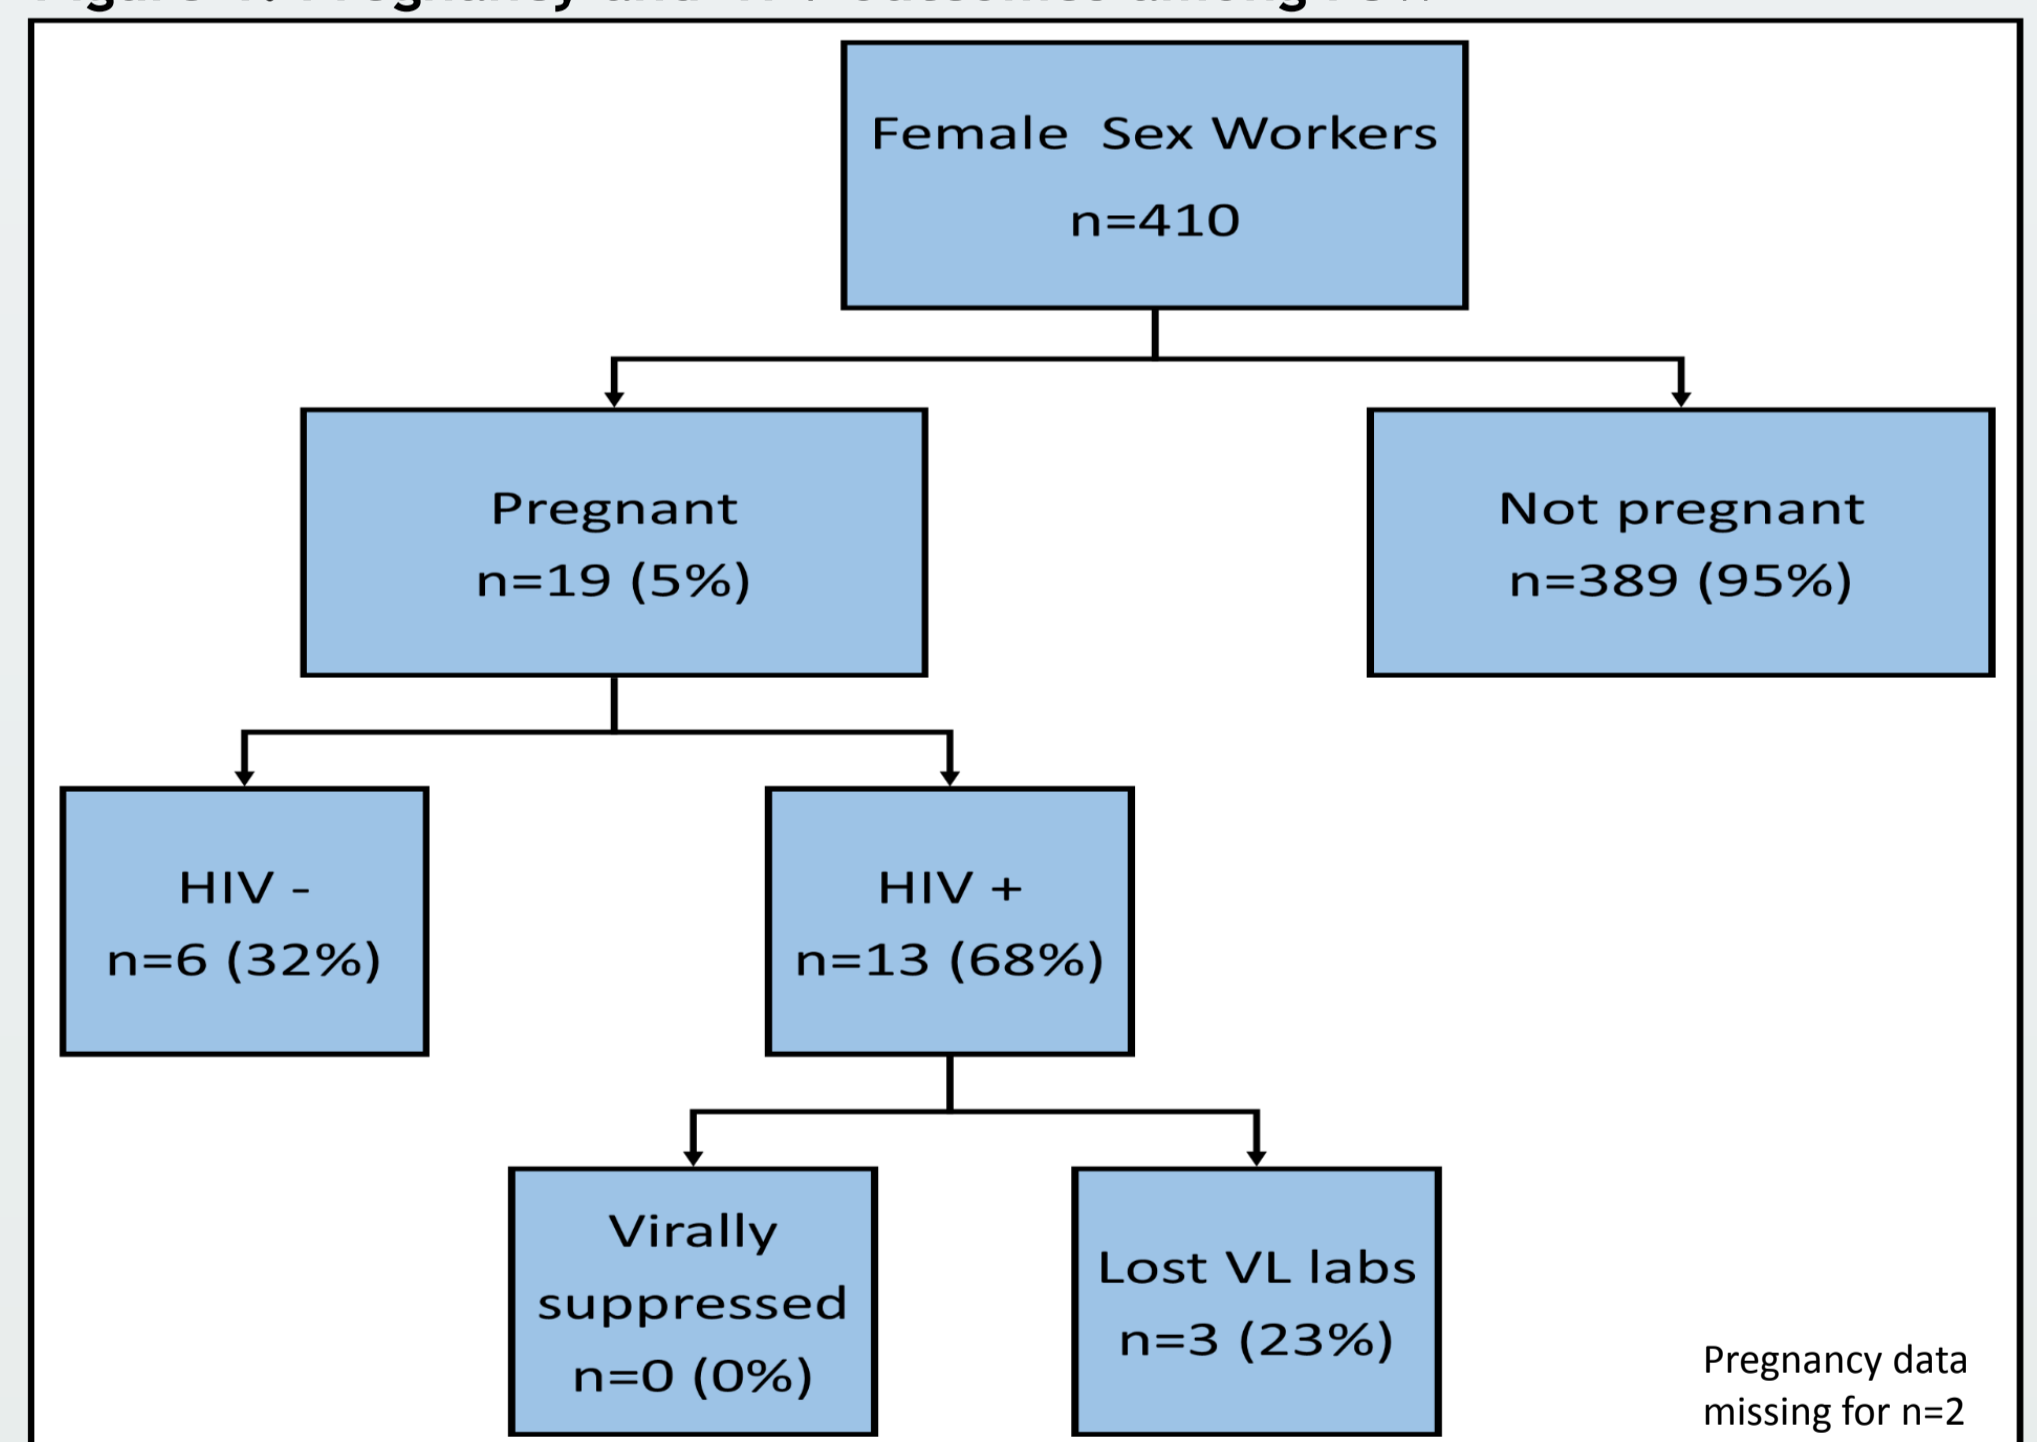 Female Sex Workers
n=410
Pregnant
n=19 (5%)
Not pregnant
n=389 (95%)
HIV -
n=6 (32%)
HIV +
n=13 (68%)
Virally
suppressed
n=0 (0%)
Lost VL labs
n=3 (23%)
Pregnancy data
missing for n=2